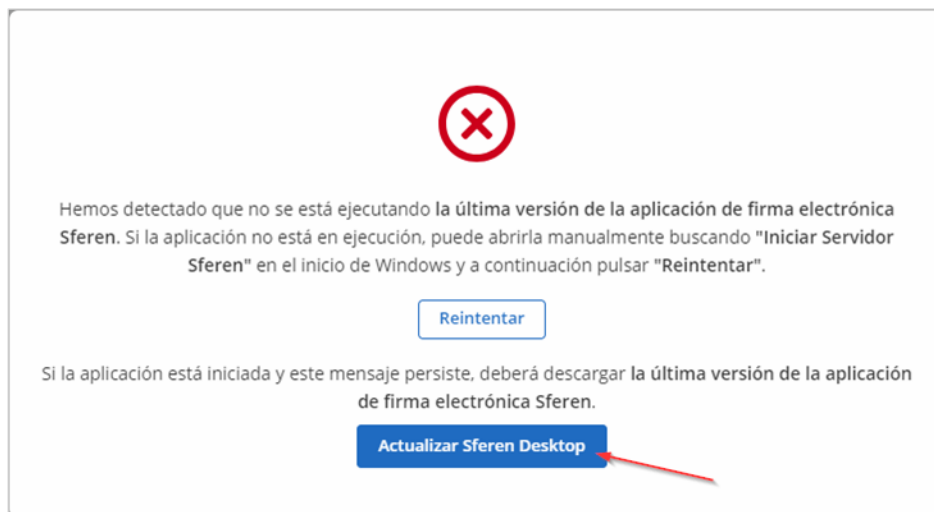 Hemos detectado que no se está ejecutando la última versión de la aplicación de firma electrónica
Sferen. Si la aplicación no está en ejecución, puede abrirla manualmente buscando "Iniciar Servidor
Sferen" en el inicio de Windows y a continuación pulsar "Reintentar".
Reintentar
Si la aplicación está iniciada y este mensaje persiste, deberá descargar la última versión de la aplicación
de firma electrónica Sferen.
Actualizar Sferen Desktop